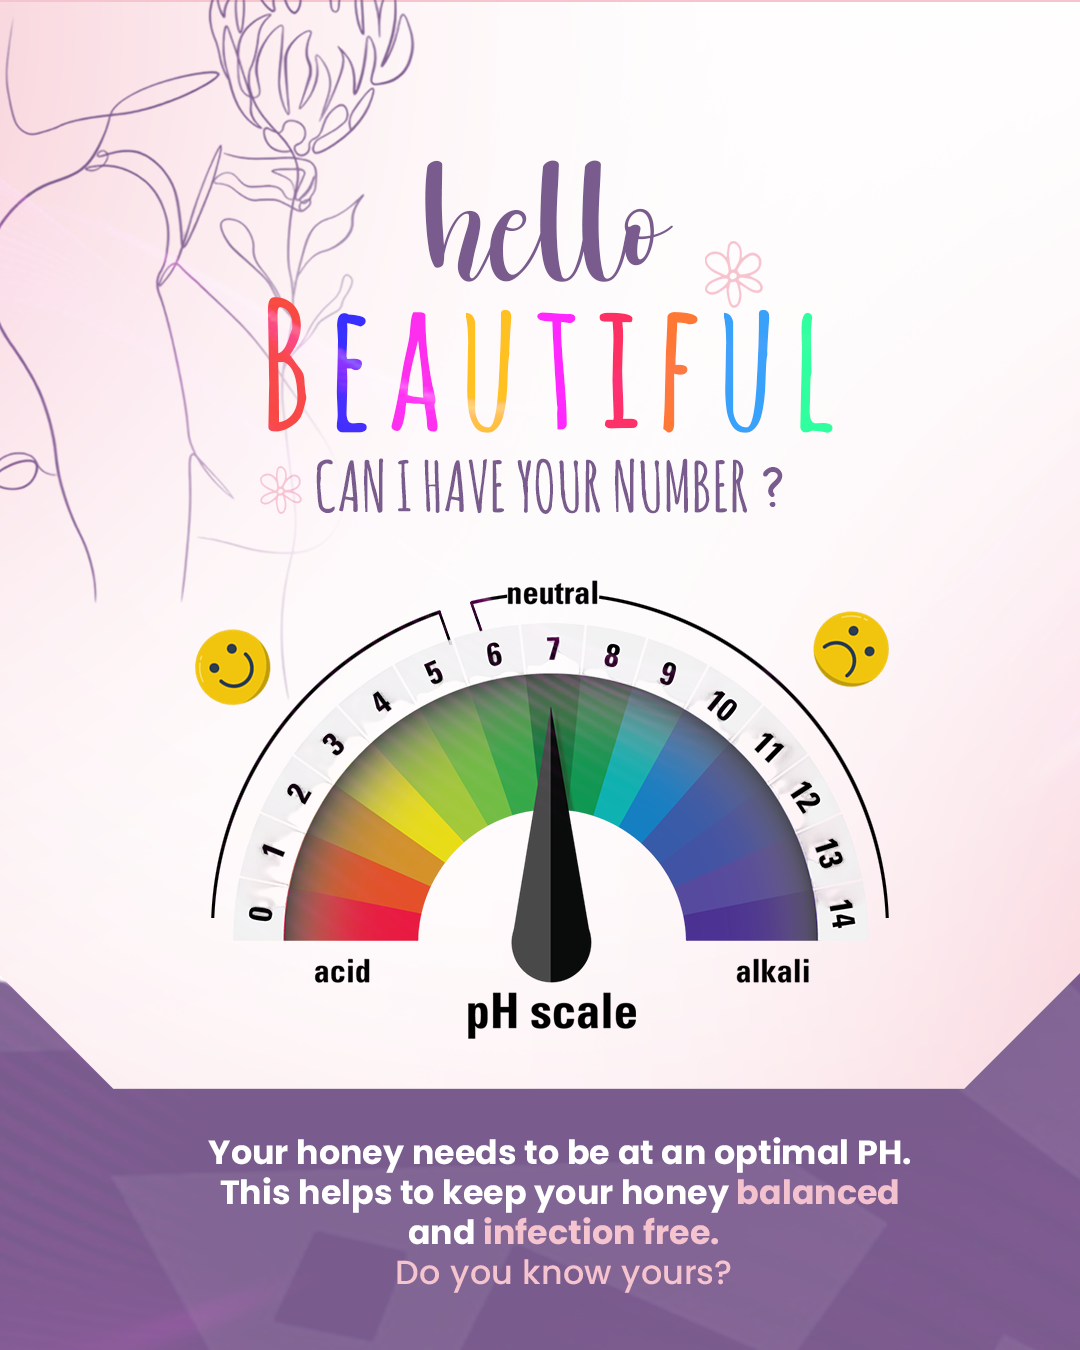 hello
BEAUTIFUL
CAN I HAVE YOUR NUMBER ?
neutral
0 1 2 3 4 5 6 7 8 9 10 11 12 13 14
acid
alkali
pH scale
Your honey needs to be at an optimal PH.
This helps to keep your honey balanced
and infection free.
Do you know yours?